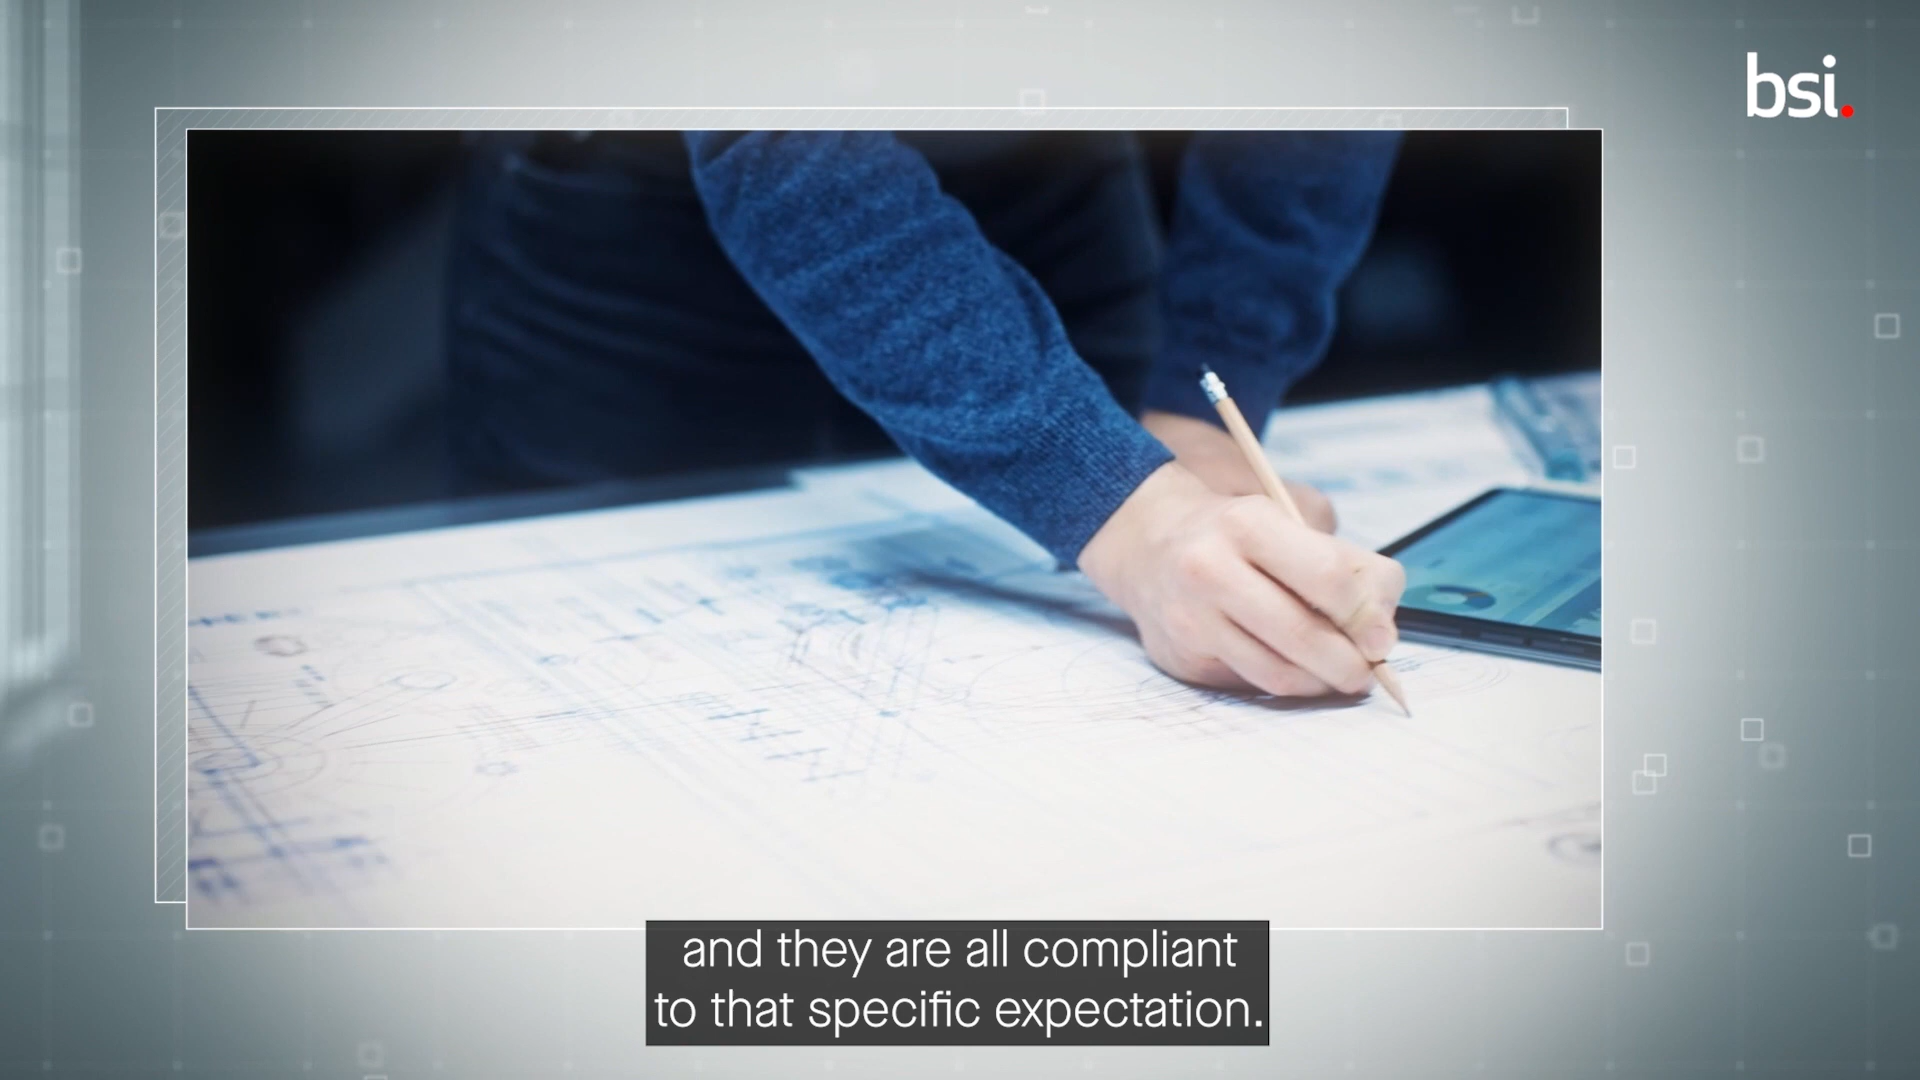 bsi.
and they are all compliant
to that specific expectation.